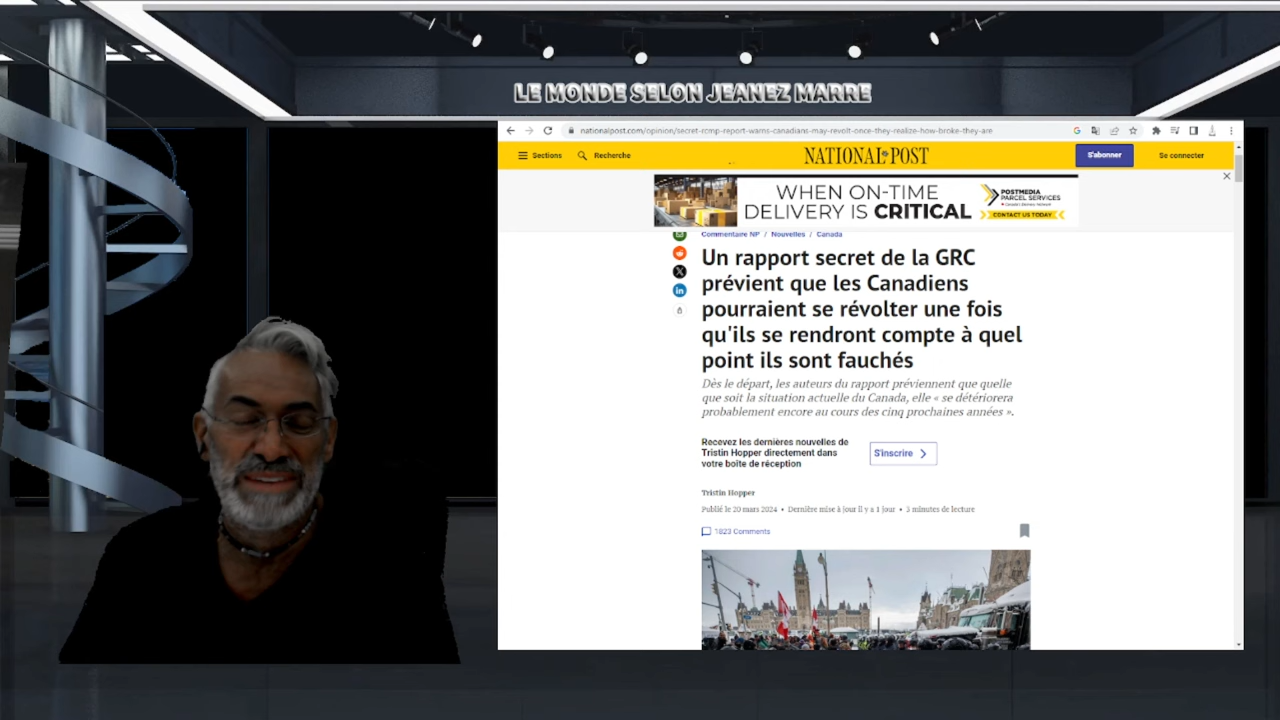 LE MONDE SELON JEANEZ MARRE
nationalpost.com/opinion/secret-rcmp-report-warns-canadians-may-revolt-once-they-realize-how-broke-they-are
Sections
Recherche
NATIONAL POST
S'abonner
Se connecter
WHEN ON-TIME
DELIVERY IS CRITICAL
POSTMEDIA
PARCEL SERVICES
CONTACT US TODAY
Commentaire NP / Nouvelles / Canada
Un rapport secret de la GRC
prévient que les Canadiens
pourraient se révolter une fois
qu'ils se rendront compte à quel
point ils sont fauchés
Dès le départ, les auteurs du rapport préviennent que quelle
que soit la situation actuelle du Canada, elle « se détériorera
probablement encore au cours des cinq prochaines années ».
Recevez les dernières nouvelles de
Tristin Hopper directement dans
votre boîte de réception
S'inscrire
Tristin Hopper
Publié le 20 mars 2024 • Dernière mise à jour il y a 1 jour • 5 minutes de lecture
1823 Comments